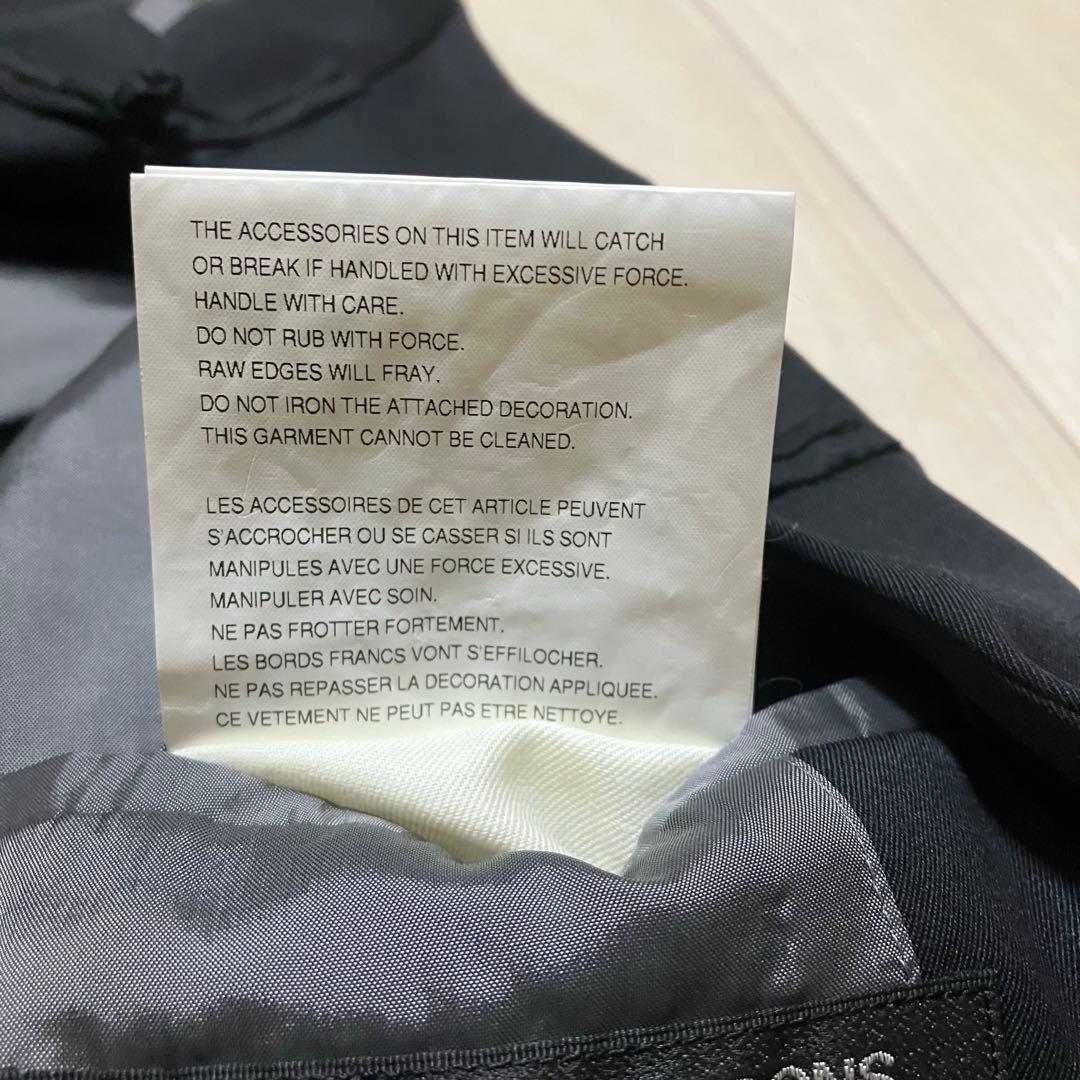 THE ACCESSORIES ON THIS ITEM WILL CATCH
OR BREAK IF HANDLED WITH EXCESSIVE FORCE.
HANDLE WITH CARE.
DO NOT RUB WITH FORCE.
RAW EDGES WILL FRAY.
DO NOT IRON THE ATTACHED DECORATION.
THIS GARMENT CANNOT BE CLEANED.
LES ACCESSOIRES DE CET ARTICLE PEUVENT
S'ACCROCHER OU SE CASSER SI ILS SONT
MANIPULES AVEC UNE FORCE EXCESSIVE.
MANIPULER AVEC SOIN.
NE PAS FROTTER FORTEMENT.
LES BORDS FRANCS VONT S'EFFILOCHER.
NE PAS REPASSER LA DECORATION APPLIQUEE.
CE VETEMENT NE PEUT PAS ETRE NETTOYE.